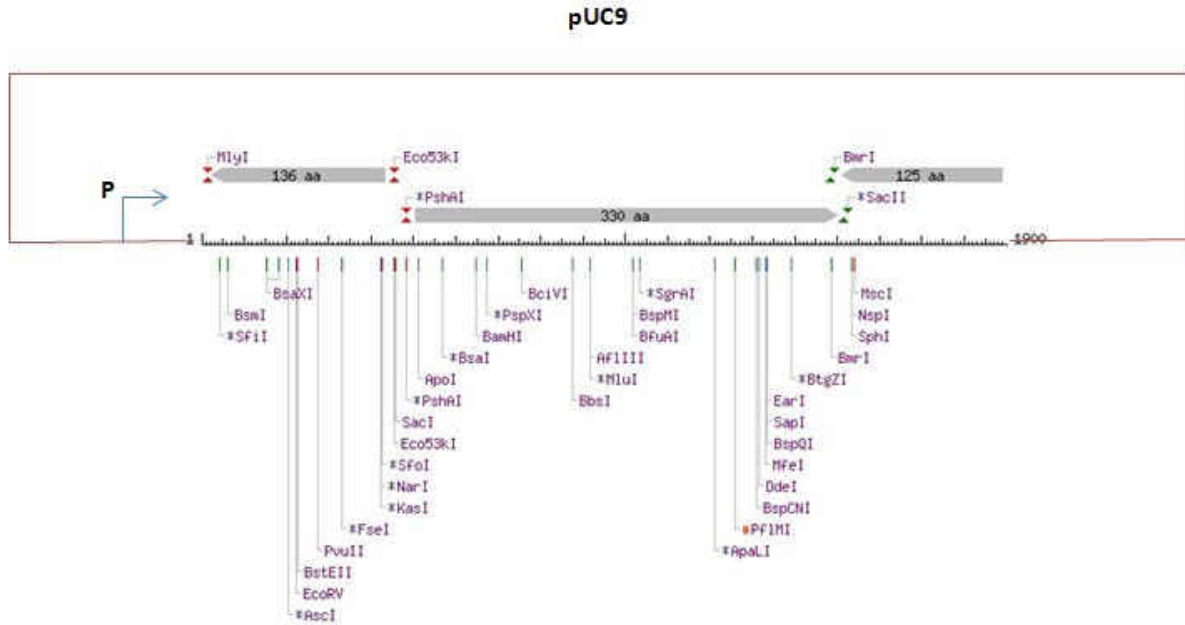 pUC9
MlyI
Eco53kI
BmrI
136 aa
125 aa
P
*PshAI
*SacII
330 aa
1
1900
BsaXI
*SgrAI
MscI
BciVI
BsmI
*PspXI
BspMI
NspI
*SfiI
BamHI
BfuAI
SphI
*BsaI
AflIII
BmrI
ApoI
*MluI
*BtgZI
*PshAI
BbsI
EarI
SacI
SapI
Eco53kI
BspQI
*SfoI
MfeI
*NarI
DdeI
*KasI
BspCNI
*FseI
#PflMI
PvuII
*ApaLI
BstEII
EcoRV
*AscI